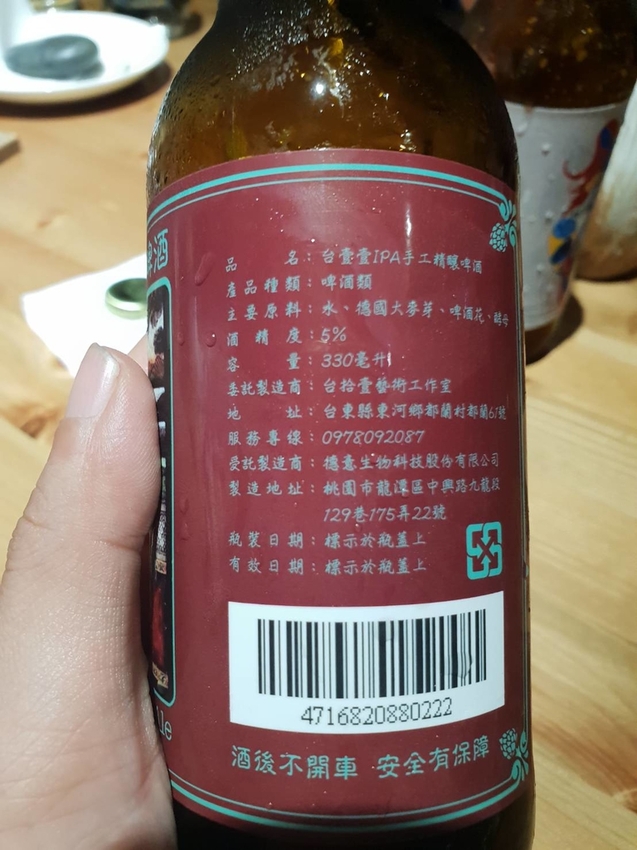 酒
品名：台壹壹IPA手工精釀啤酒
產品種類：啤酒類
主要原料：水、德國大麥芽、啤酒花、酵母
酒精度：5%
容量：330毫升
委託製造商：台拾壹藝術工作室
地址：台東縣東河鄉都蘭村都蘭61號
服務專線：0978092087
受託製造商：德意生物科技股份有限公司
製造地址：桃園市龍潭區中興路九龍段
129巷175弄22號
瓶裝日期：標示於瓶蓋上
有效日期：標示於瓶蓋上
4716820880222
le
酒後不開車 安全有保障